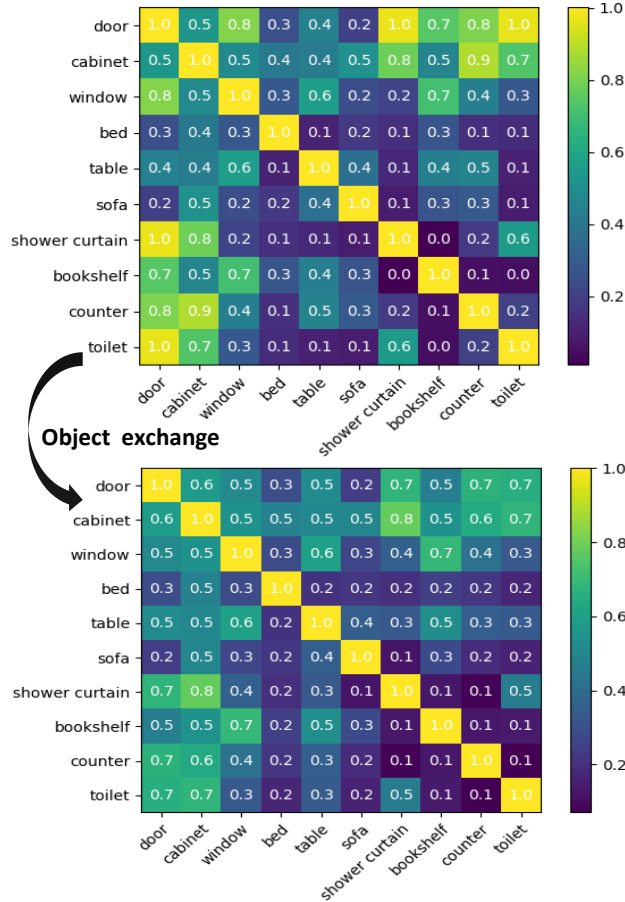 door 1.0 0.5 0.8 0.3 0.4 0.2 1.0 0.7 0.8 1.0 1.0
cabinet 0.5 1.0 0.5 0.4 0.4 0.5 0.8 0.5 0.9 0.7
window 0.8 0.5 1.0 0.3 0.6 0.2 0.2 0.7 0.4 0.3 0.8
bed 0.3 0.4 0.3 1.0 0.1 0.2 0.1 0.3 0.1 0.1
table 0.4 0.4 0.6 0.1 1.0 0.4 0.1 0.4 0.5 0.1 0.6
sofa 0.2 0.5 0.2 0.2 0.4 1.0 0.1 0.3 0.3 0.1
shower curtain 1.0 0.8 0.2 0.1 0.1 0.1 1.0 0.0 0.2 0.6 0.4
bookshelf 0.7 0.5 0.7 0.3 0.4 0.3 0.0 1.0 0.1 0.0
counter 0.8 0.9 0.4 0.1 0.5 0.3 0.2 0.1 1.0 0.2 0.2
toilet 1.0 0.7 0.3 0.1 0.1 0.1 0.6 0.0 0.2 1.0
door cabinet window bed table sofa shower curtain bookshelf counter toilet
Object exchange
door 1.0 0.6 0.5 0.3 0.5 0.2 0.7 0.5 0.7 0.7 1.0
cabinet 0.6 1.0 0.5 0.5 0.5 0.5 0.8 0.5 0.6 0.7
window 0.5 0.5 1.0 0.3 0.6 0.3 0.4 0.7 0.4 0.3 0.8
bed 0.3 0.5 0.3 1.0 0.2 0.2 0.2 0.2 0.2 0.2
table 0.5 0.5 0.6 0.2 1.0 0.4 0.3 0.5 0.3 0.3 0.6
sofa 0.2 0.5 0.3 0.2 0.4 1.0 0.1 0.3 0.2 0.2
shower curtain 0.7 0.8 0.4 0.2 0.3 0.1 1.0 0.1 0.1 0.5 0.4
bookshelf 0.5 0.5 0.7 0.2 0.5 0.3 0.1 1.0 0.1 0.1
counter 0.7 0.6 0.4 0.2 0.3 0.2 0.1 0.1 1.0 0.1 0.2
toilet 0.7 0.7 0.3 0.2 0.3 0.2 0.5 0.1 0.1 1.0
door cabinet window bed table sofa shower curtain bookshelf counter toilet